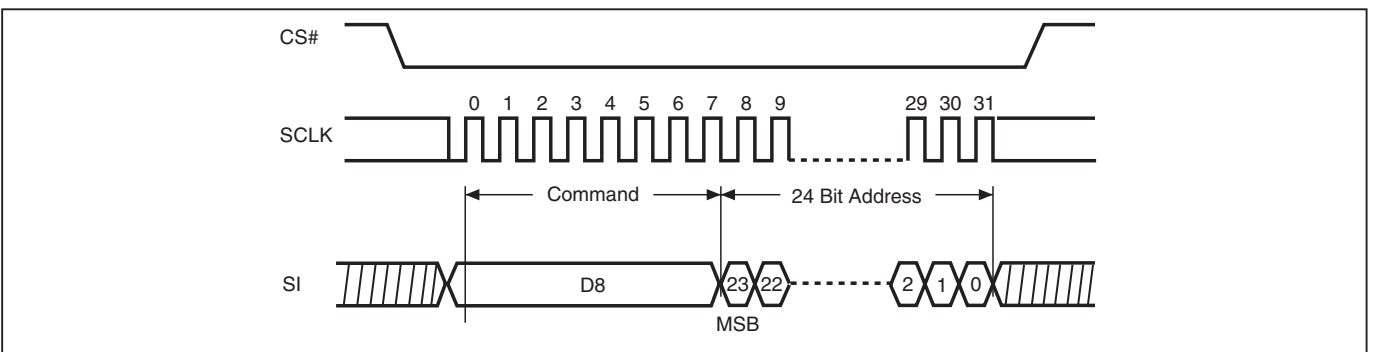 CS#
0 1 2 3 4 5 6 7 8 9 29 30 31
SCLK
Command 24 Bit Address
SI D8 23 22 2 1 0
MSB